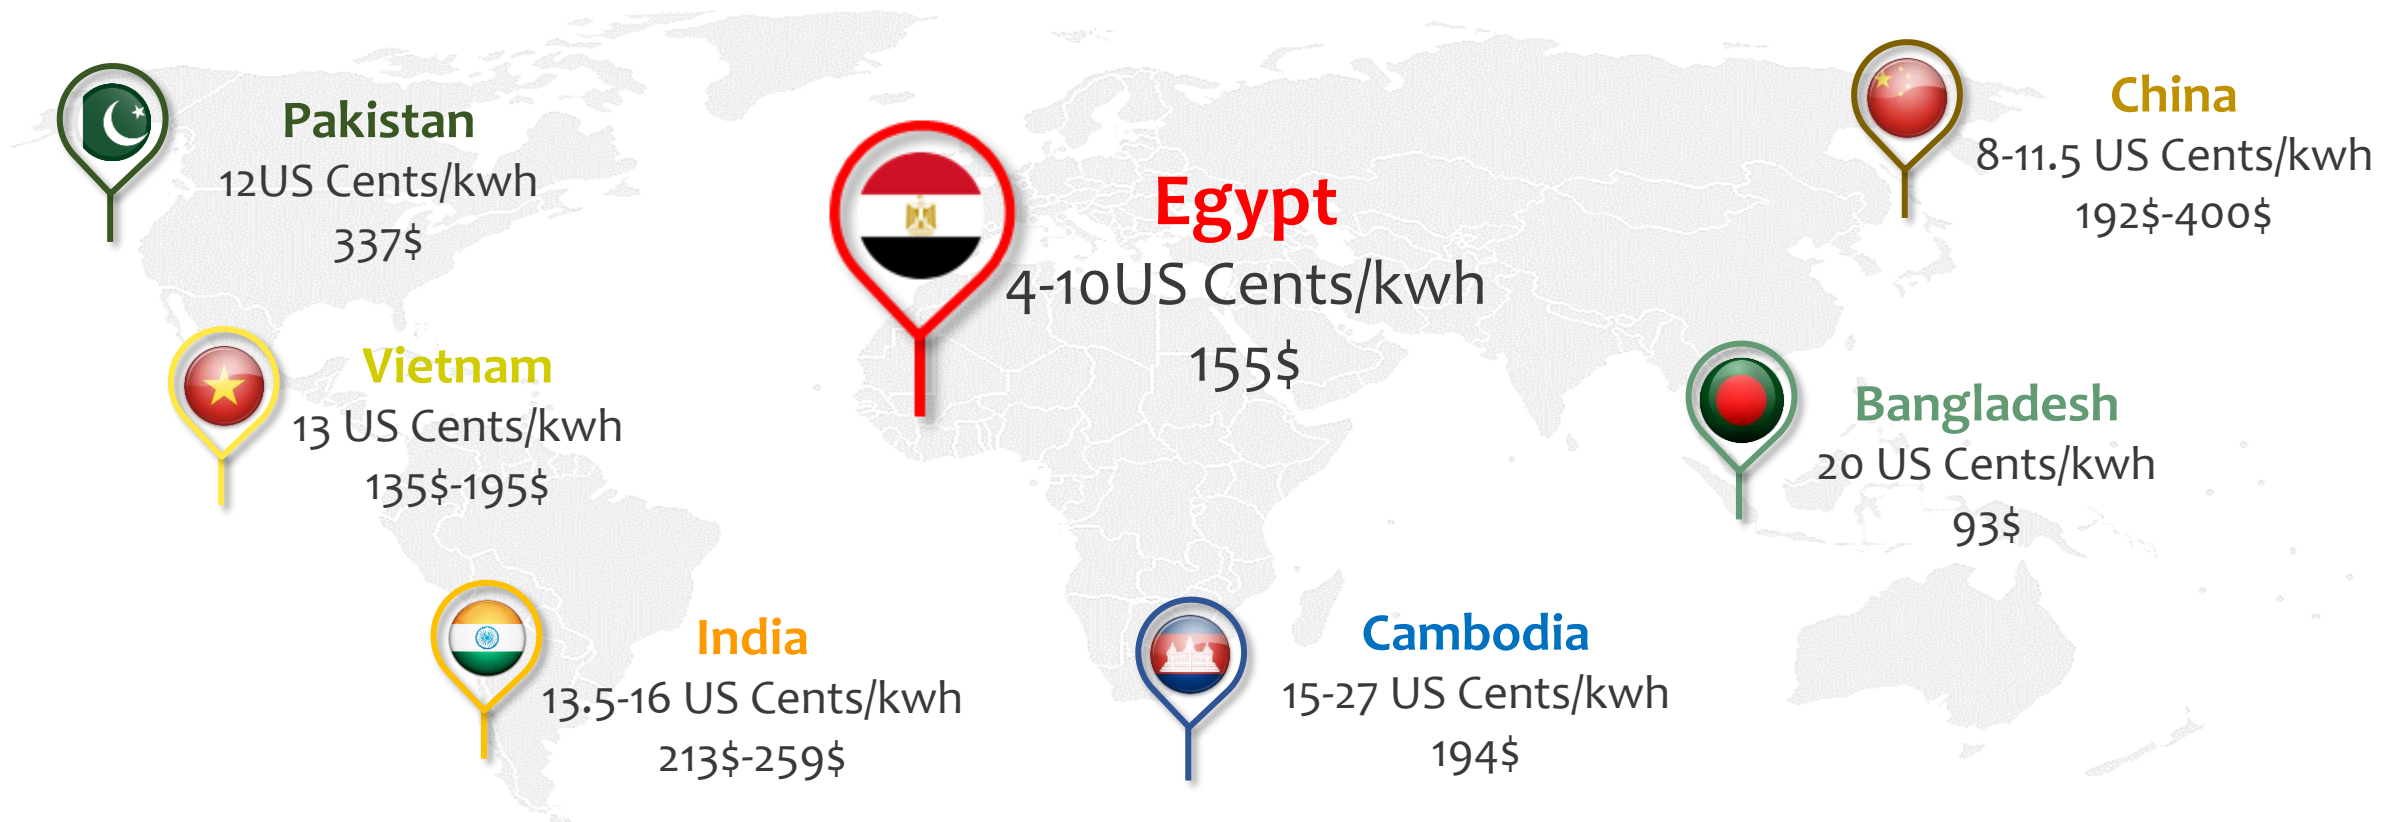 Pakistan
12US Cents/kwh
337$
Vietnam
13 US Cents/kwh
135$-195$
India
13.5-16 US Cents/kwh
213$-259$
Egypt
4-10US Cents/kwh
155$
Cambodia
15-27 US Cents/kwh
194$
China
8-11.5 US Cents/kwh
192$-400$
Bangladesh
20 US Cents/kwh
93$